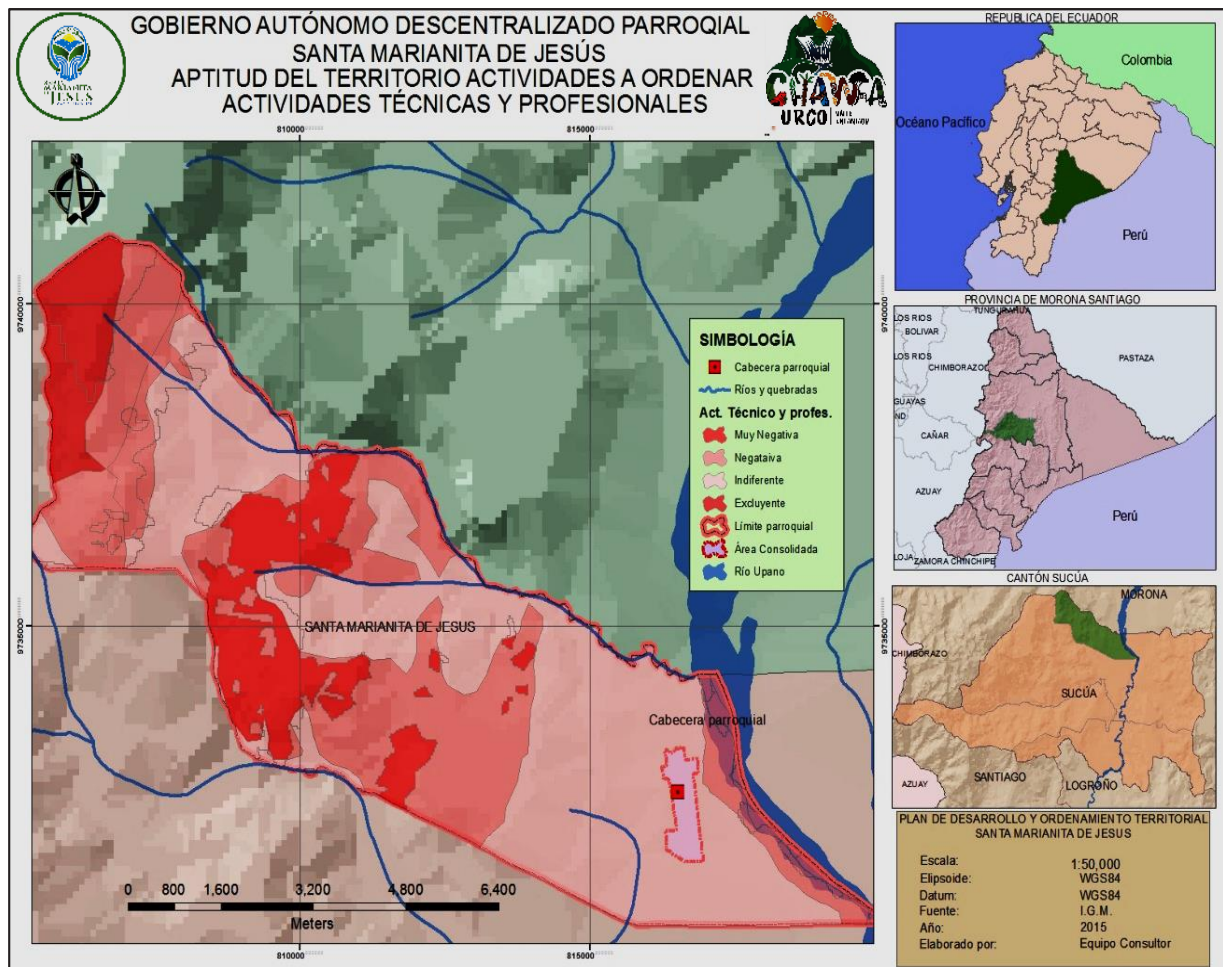 GOBIERNO AUTÓNOMO DESCENTRALIZADO PARROQIAL
SANTA MARIANITA DE JESÚS
APTITUD DEL TERRITORIO ACTIVIDADES A ORDENAR
ACTIVIDADES TÉCNICAS Y PROFESIONALES
MARIANITA
DE JESÚS
URCO
810000
815000
9740000
9740000
9735000
9735000
SIMBOLOGÍA
Cabecera parroquial
Ríos y quebradas
Act. Técnico y profes.
Muy Negativa
Negataiva
Indiferente
Excluyente
Límite parroquial
Área Consolidada
Río Upano
SANTA MARIANITA DE JESUS
Cabecera parroquial
0 800 1,600 3,200 4,800 6,400
Meters
810000
815000
REPUBLICA DEL ECUADOR
Colombia
Océano Pacífico
Perú
PROVINCIA DE MORONA SANTIAGO
TUNGURAHUA
LOS RIOS
BOLIVAR
PASTAZA
LOS RIOS
CHIMBORAZO
GUAYAS
ND
CAÑAR
AZUAY
Perú
LOJA
ZAMORA CHINCHIPE
CANTÓN SUCÚA
MORONA
CHIMBORAZO
SUCÚA
SANTIAGO
LOGROÑO
AZUAY
PLAN DE DESARROLLO Y ORDENAMIENTO TERRITORIAL
SANTA MARIANITA DE JESUS
Escala: 1:50,000
Elipsoide: WGS84
Datum: WGS84
Fuente: I.G.M.
Año: 2015
Elaborado por: Equipo Consultor